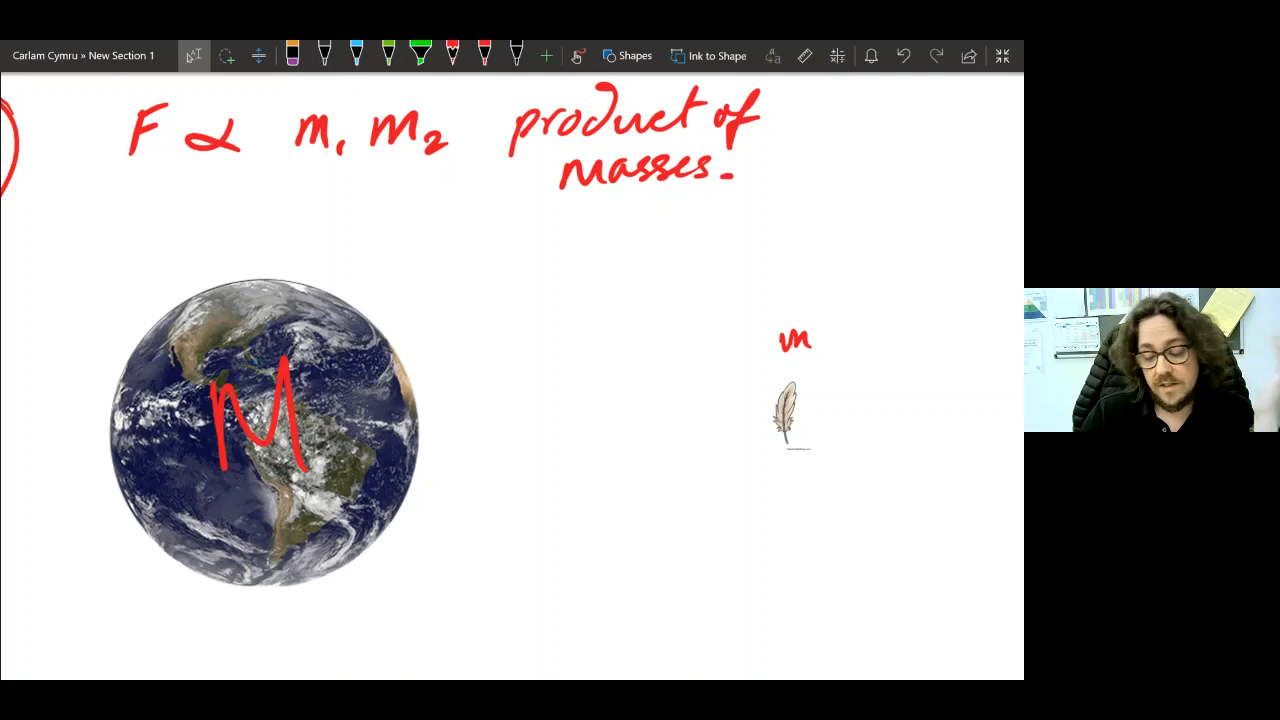 Carlam Cymru » New Section 1
Shapes
Ink to Shape
F ∝ m₁ m₂ product of
masses.
m
M